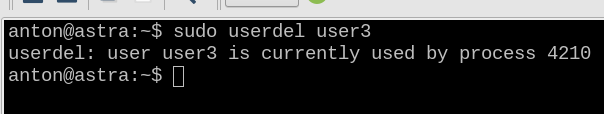 anton@astra:~$ sudo userdel user3
userdel: user user3 is currently used by process 4210
anton@astra:~$